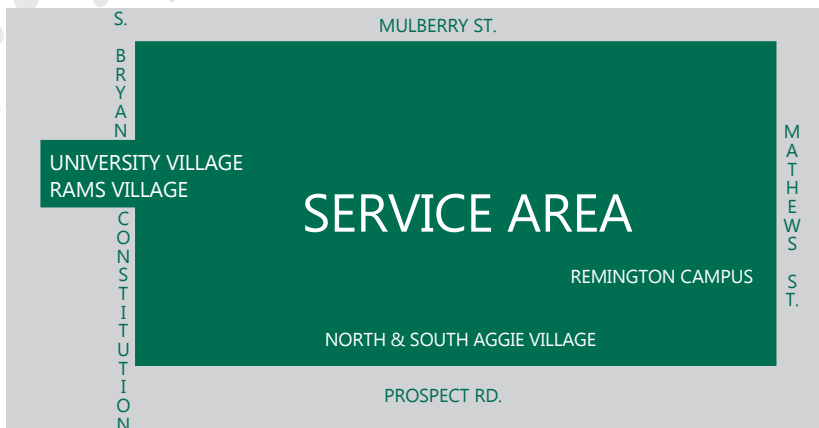 S. BRYAN
MULBERRY ST.
UNIVERSITY VILLAGE
RAMS VILLAGE
SERVICE AREA
MATHEWS ST.
CONSTITUTION
REMINGTON CAMPUS
NORTH & SOUTH AGGIE VILLAGE
PROSPECT RD.